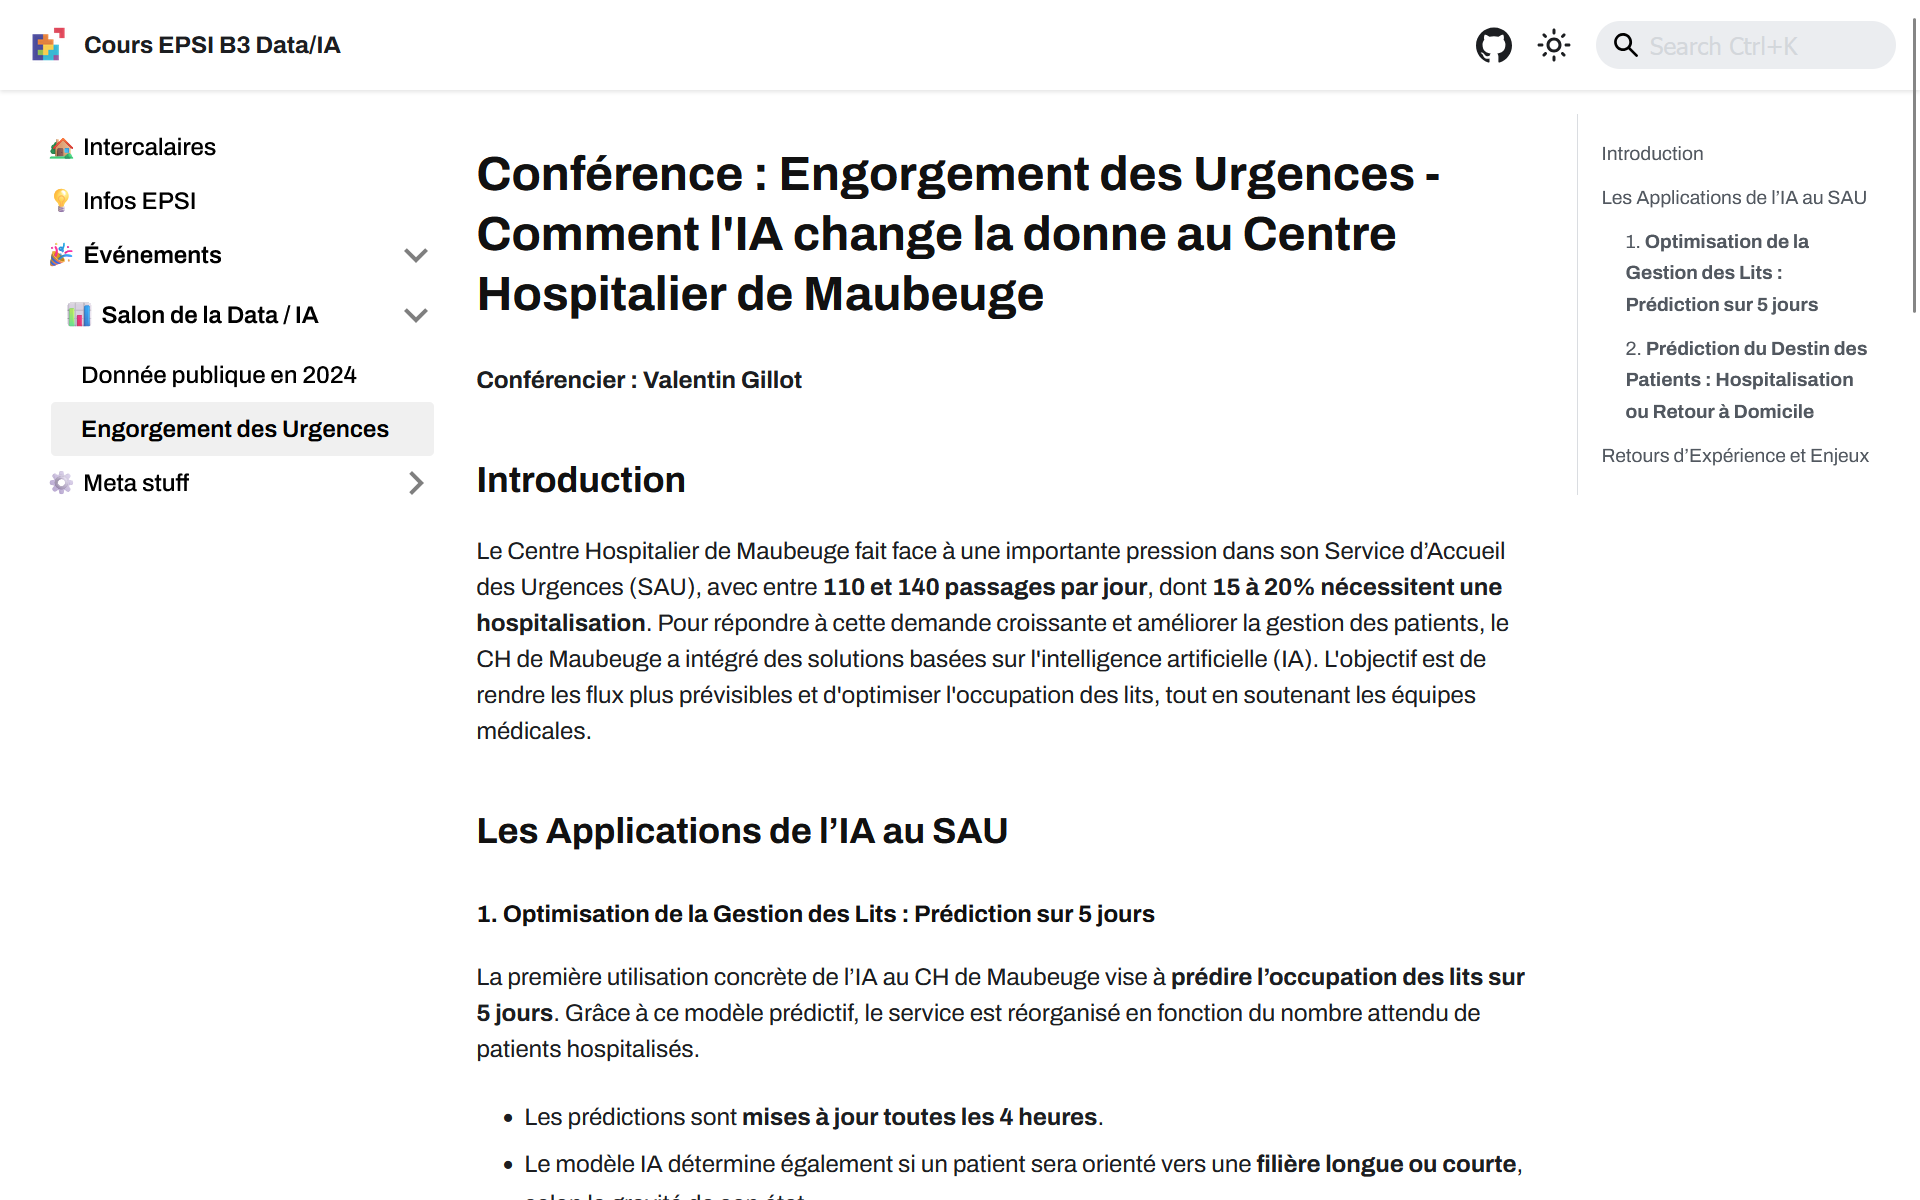 Cours EPSI B3 Data/IA
Search Ctrl+K
Intercalaires
Infos EPSI
Événements
Salon de la Data / IA
Donnée publique en 2024
Engorgement des Urgences
Meta stuff
Conférence : Engorgement des Urgences -
Comment l'IA change la donne au Centre
Hospitalier de Maubeuge
Conférencier : Valentin Gillot
Introduction
Le Centre Hospitalier de Maubeuge fait face à une importante pression dans son Service d’Accueil
des Urgences (SAU), avec entre 110 et 140 passages par jour, dont 15 à 20% nécessitent une
hospitalisation. Pour répondre à cette demande croissante et améliorer la gestion des patients, le
CH de Maubeuge a intégré des solutions basées sur l'intelligence artificielle (IA). L'objectif est de
rendre les flux plus prévisibles et d'optimiser l'occupation des lits, tout en soutenant les équipes
médicales.
Les Applications de l’IA au SAU
1. Optimisation de la Gestion des Lits : Prédiction sur 5 jours
La première utilisation concrète de l’IA au CH de Maubeuge vise à prédire l’occupation des lits sur
5 jours. Grâce à ce modèle prédictif, le service est réorganisé en fonction du nombre attendu de
patients hospitalisés.
Les prédictions sont mises à jour toutes les 4 heures.
Le modèle IA détermine également si un patient sera orienté vers une filière longue ou courte,
selon la gravité de son état.
Introduction
Les Applications de l’IA au SAU
1. Optimisation de la
Gestion des Lits :
Prédiction sur 5 jours
2. Prédiction du Destin des
Patients : Hospitalisation
ou Retour à Domicile
Retours d’Expérience et Enjeux